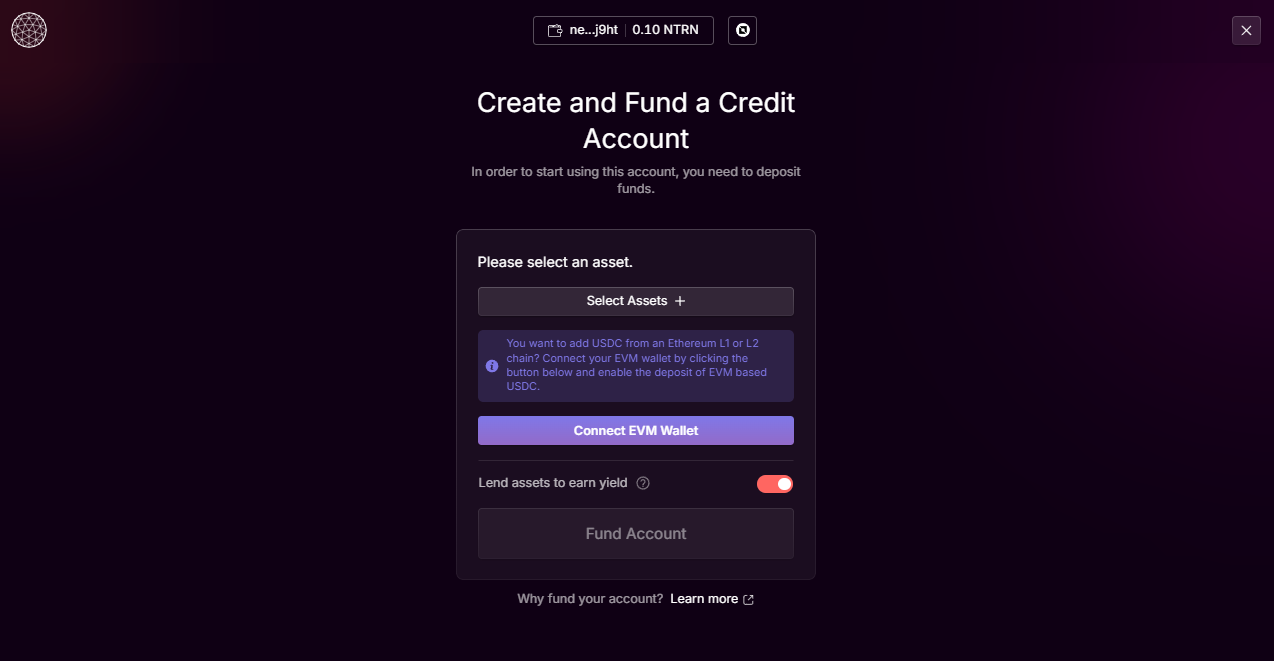 ne...j9ht 0.10 NTRN
Create and Fund a Credit
Account
In order to start using this account, you need to deposit
funds.
Please select an asset.
Select Assets +
You want to add USDC from an Ethereum L1 or L2
chain? Connect your EVM wallet by clicking the
button below and enable the deposit of EVM based
USDC.
Connect EVM Wallet
Lend assets to earn yield
Fund Account
Why fund your account? Learn more